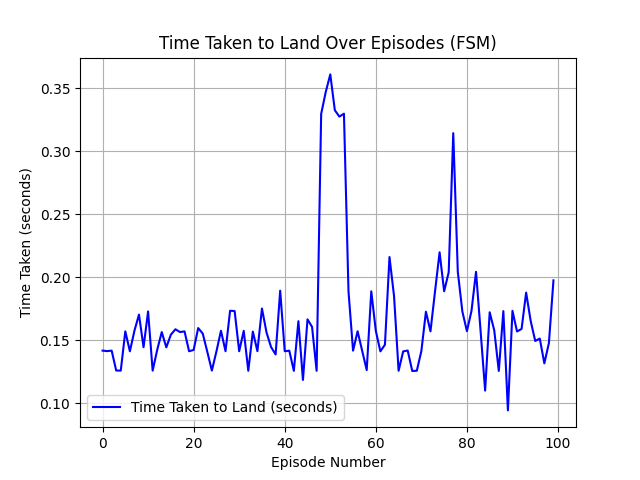 Time Taken to Land Over Episodes (FSM)
Time Taken (seconds)
0.35
0.30
0.25
0.20
0.15
0.10
Time Taken to Land (seconds)
0 20 40 60 80 100
Episode Number